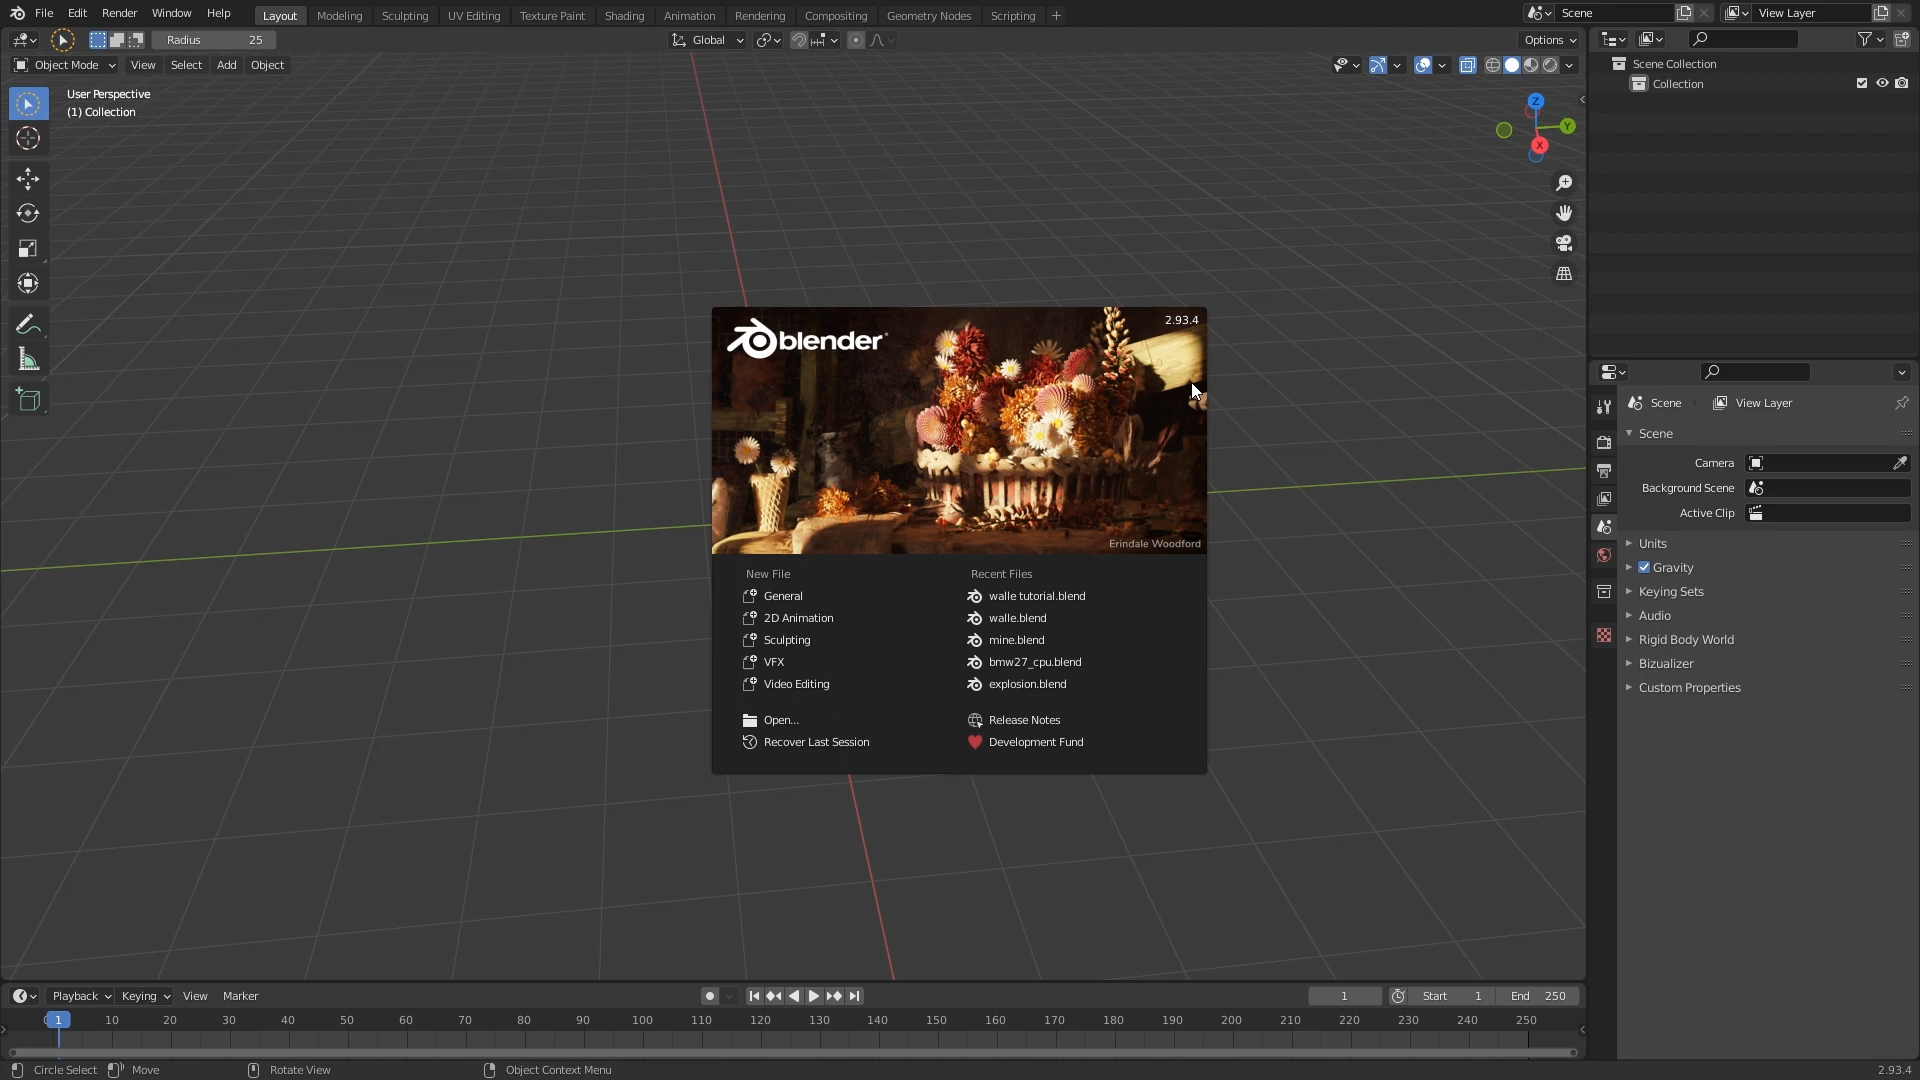 File Edit Render Window Help Layout Modeling Sculpting UV Editing Texture Paint Shading Animation Rendering Compositing Geometry Nodes Scripting + Scene View Layer
Radius 25 Global Options
Object Mode View Select Add Object
User Perspective
(1) Collection
Z
Y
X
Scene Collection
Collection
blender
2.93.4
Erindale Woodford
New File Recent Files
General walle tutorial.blend
2D Animation walle.blend
Sculpting mine.blend
VFX bmw27_cpu.blend
Video Editing explosion.blend
Open... Release Notes
Recover Last Session Development Fund
Scene View Layer
Scene
Camera
Background Scene
Active Clip
Units
Gravity
Keying Sets
Audio
Rigid Body World
Bizualizer
Custom Properties
Playback Keying View Marker 1 Start 1 End 250
1 10 20 30 40 50 60 70 80 90 100 110 120 130 140 150 160 170 180 190 200 210 220 230 240 250
Circle Select Move Rotate View Object Context Menu 2.93.4